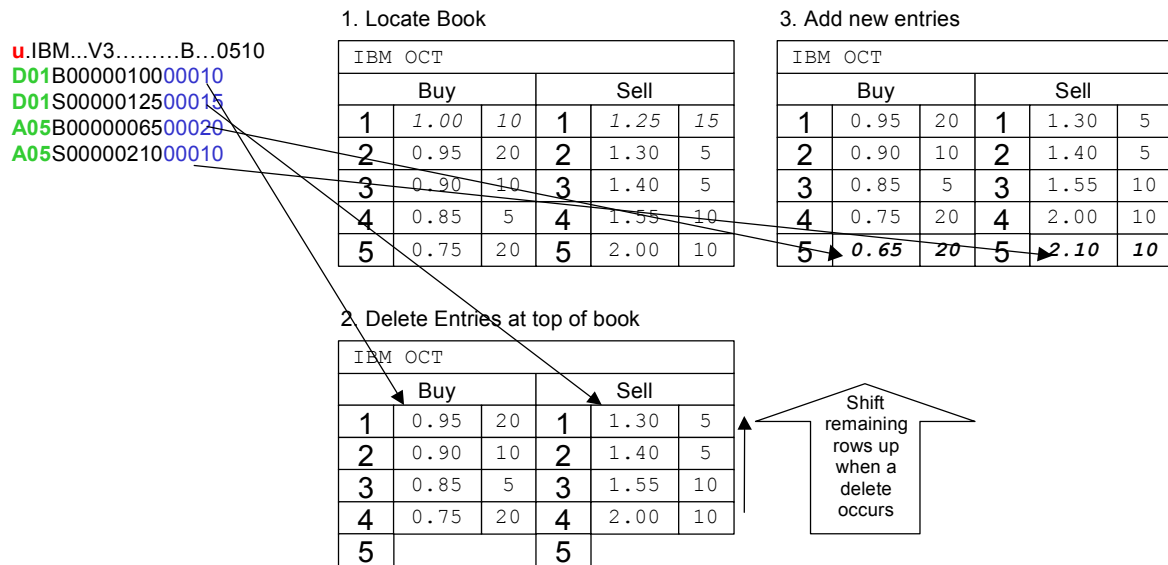 u.IBM...V3………B…0510
D01B00000010000010
D01S00000012500015
A05B00000006500020
A05S00000021000010
1. Locate Book
IBM OCT
Buy Sell
1 1.00 10 1 1.25 15
2 0.95 20 2 1.30 5
3 0.90 10 3 1.40 5
4 0.85 5 4 1.55 10
5 0.75 20 5 2.00 10
3. Add new entries
IBM OCT
Buy Sell
1 0.95 20 1 1.30 5
2 0.90 10 2 1.40 5
3 0.85 5 3 1.55 10
4 0.75 20 4 2.00 10
5 0.65 20 5 2.10 10
2. Delete Entries at top of book
IBM OCT
Buy Sell
1 0.95 20 1 1.30 5
2 0.90 10 2 1.40 5
3 0.85 5 3 1.55 10
4 0.75 20 4 2.00 10
5 5
Shift
remaining
rows up
when a
delete
occurs